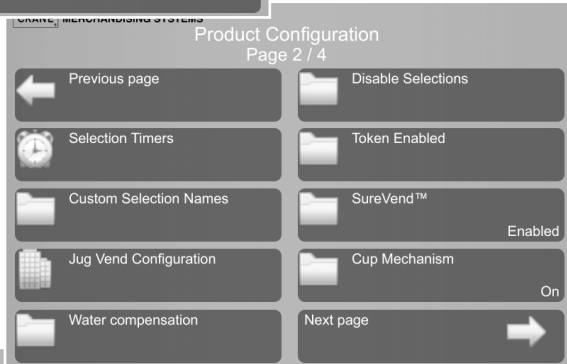 CRANE MERCHANDISING SYSTEMS
Product Configuration
Page 2 / 4
Previous page
Disable Selections
Selection Timers
Token Enabled
Custom Selection Names
SureVend™
Enabled
Jug Vend Configuration
Cup Mechanism
On
Water compensation
Next page